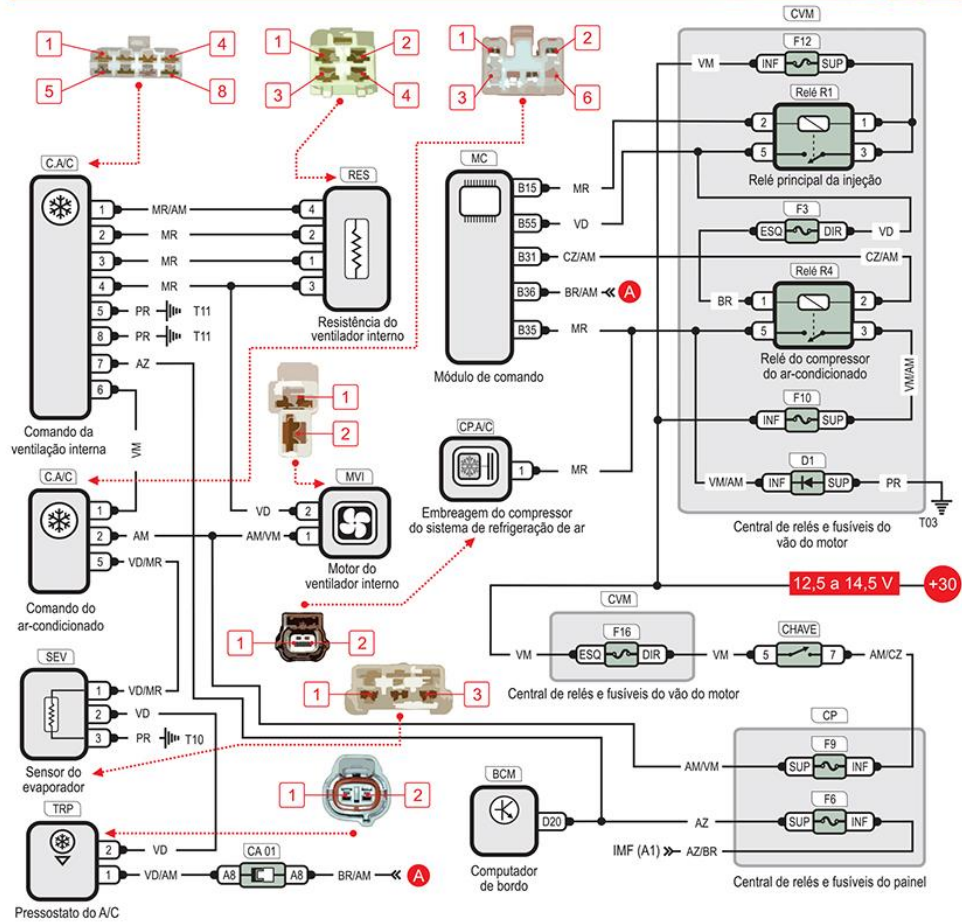 1
4
5
8
1
2
3
4
1
2
3
6
CVM
F12
VM
INF
SUP
Relé R1
2
1
5
3
Relé principal da injeção
F3
ESQ
DIR
VD
CZ/AM
Relé R4
BR
1
2
5
3
Relé do compressor
do ar-condicionado
VM/AM
F10
INF
SUP
D1
VM/AM
INF
SUP
PR
T03
Central de relés e fusíveis do
vão do motor
C.A/C
1
MR/AM
2
MR
3
MR
4
MR
5
PR
T11
8
PR
T11
7
AZ
6
Comando da
ventilação interna
VM
RES
4
2
1
3
Resistência do
ventilador interno
MC
B15
MR
B55
VD
B31
CZ/AM
B36
BR/AM
A
B35
MR
Módulo de comando
1
2
CP.A/C
1
MR
Embreagem do compressor
do sistema de refrigeração de ar
C.A/C
1
2
AM
5
VD/MR
Comando do
ar-condicionado
MVI
VD
2
AM/VM
1
Motor do
ventilador interno
12,5 a 14,5 V
+30
1
2
CVM
F16
VM
ESQ
DIR
VM
Central de relés e fusíveis do vão do motor
CHAVE
5
7
AM/CZ
SEV
1
VD/MR
2
VD
3
PR
T10
Sensor do
evaporador
1
3
1
2
CP
F9
AM/VM
SUP
INF
F6
AZ
SUP
INF
IMF (A1)
AZ/BR
Central de relés e fusíveis do painel
BCM
D20
Computador
de bordo
TRP
2
VD
1
VD/AM
CA 01
A8
A8
BR/AM
A
Pressostato do A/C